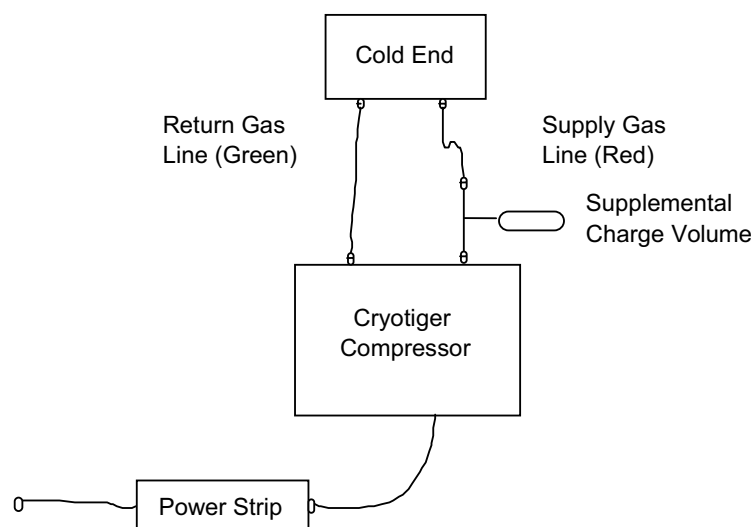 Cold End
Return Gas
Line (Green)
Supply Gas
Line (Red)
Supplemental
Charge Volume
Cryotiger
Compressor
Power Strip